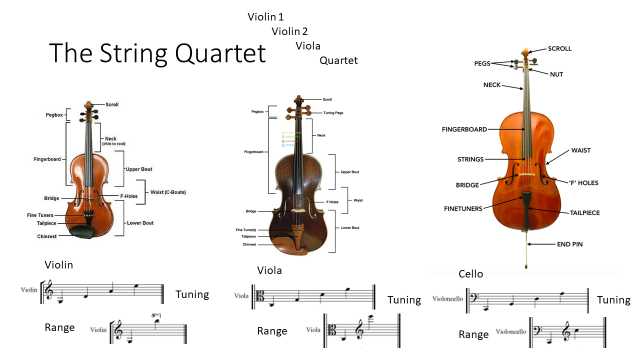 Violin 1
Violin 2
Viola
Quartet
The String Quartet
Scroll
Pegbox
Neck
(chin to scroll)
Fingerboard
Upper Bout
Waist (C-Bouts)
F-Holes
Bridge
Fine Tuners
Tailpiece
Chinrest
Lower Bout
Scroll
Pegbox
Tuning Pegs
Neck
Fingerboard
Upper Bout
F Holes
Waist
Bridge
Lower Bout
Fine Tuner(s)
Tailpiece
Chinrest
SCROLL
PEGS
NUT
NECK
FINGERBOARD
STRINGS
WAIST
BRIDGE
'F' HOLES
FINETUNERS
TAILPIECE
END PIN
Violin
Violin
Tuning
Range
Violin
Viola
Viola
Tuning
Range
Viola
Cello
Violoncello
Tuning
Range
Violoncello